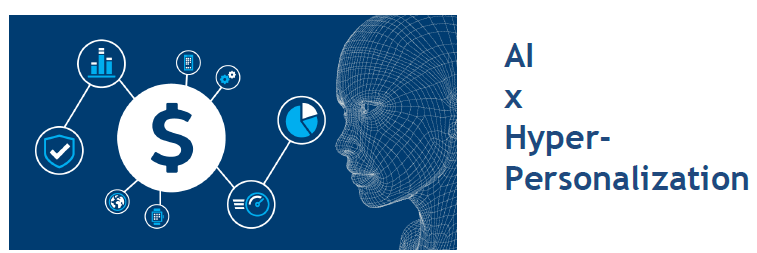 $
AI
x
Hyper-
Personalization